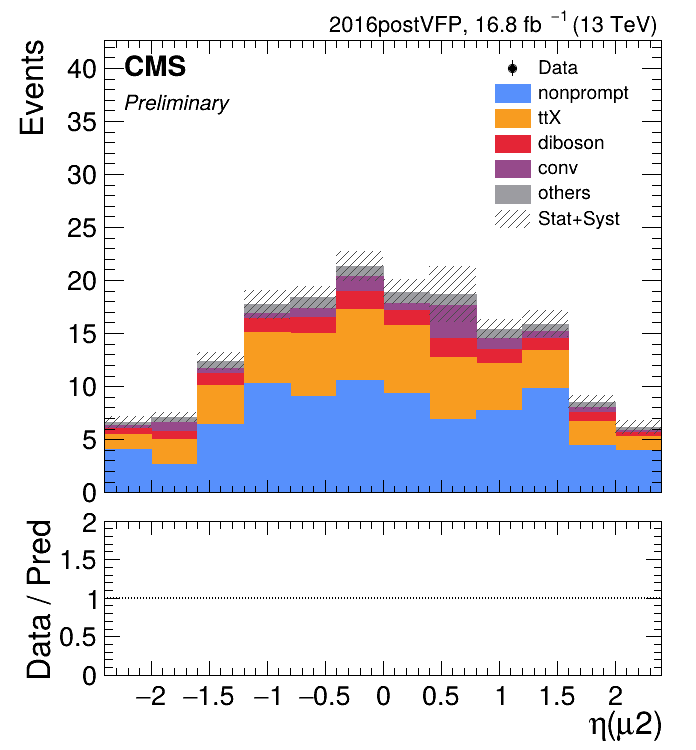 2016postVFP, 16.8 fb⁻¹ (13 TeV)
CMS
Preliminary
Data
nonprompt
ttX
diboson
conv
others
Stat+Syst
Events
40
35
30
25
20
15
10
5
0
Data / Pred
2
1.5
1
0.5
0
−2 −1.5 −1 −0.5 0 0.5 1 1.5 2
η(μ2)